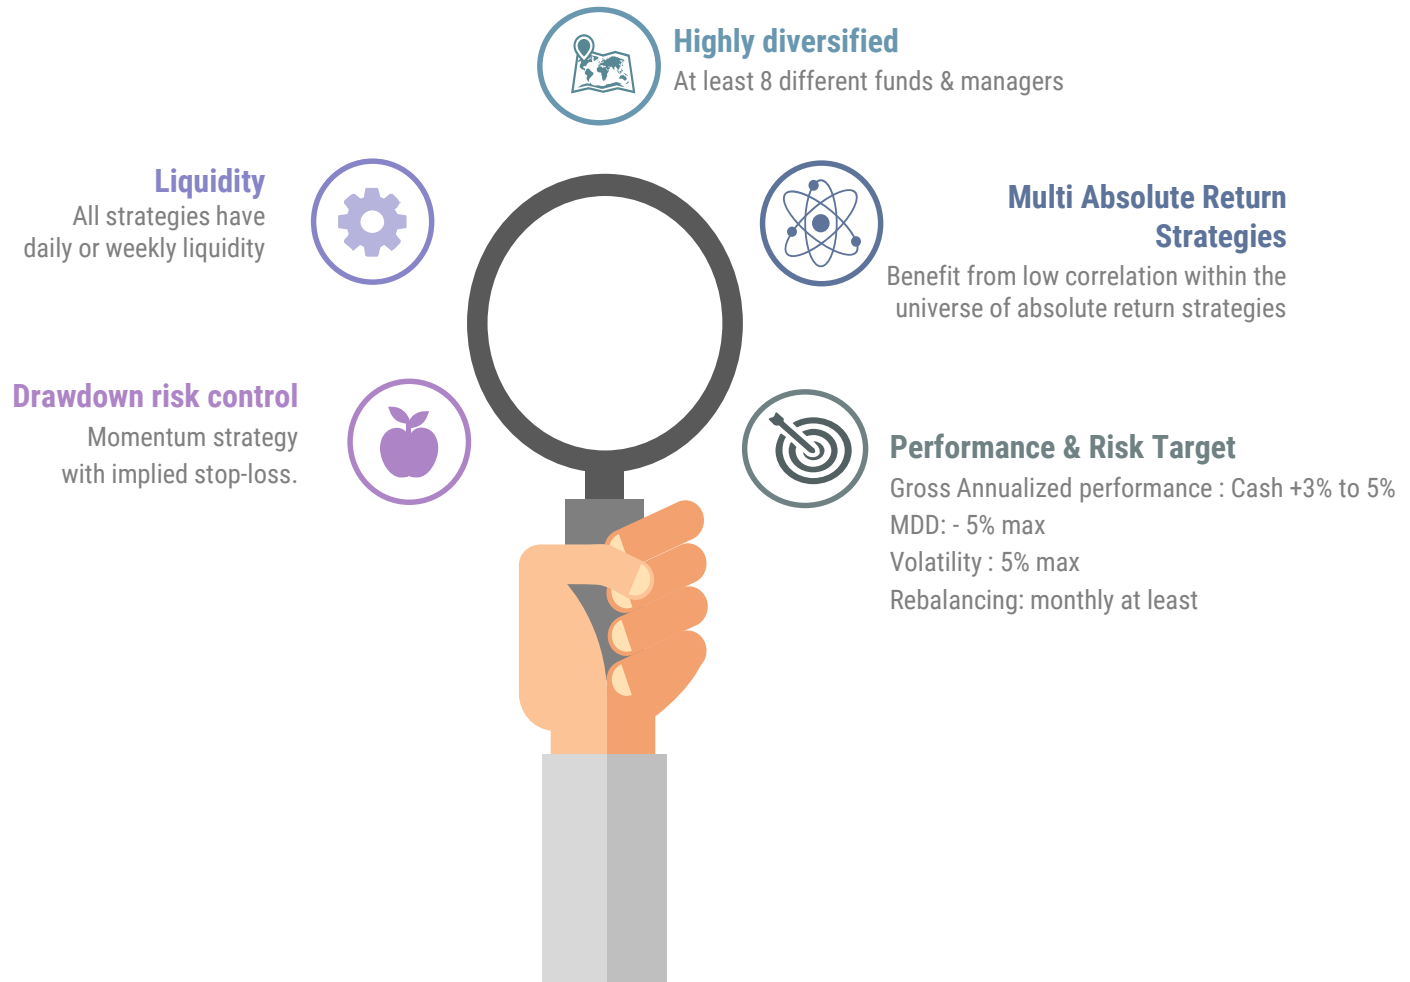 Highly diversified
At least 8 different funds & managers
Liquidity
All strategies have
daily or weekly liquidity
Multi Absolute Return
Strategies
Benefit from low correlation within the
universe of absolute return strategies
Drawdown risk control
Momentum strategy
with implied stop-loss.
Performance & Risk Target
Gross Annualized performance : Cash +3% to 5%
MDD: - 5% max
Volatility : 5% max
Rebalancing: monthly at least